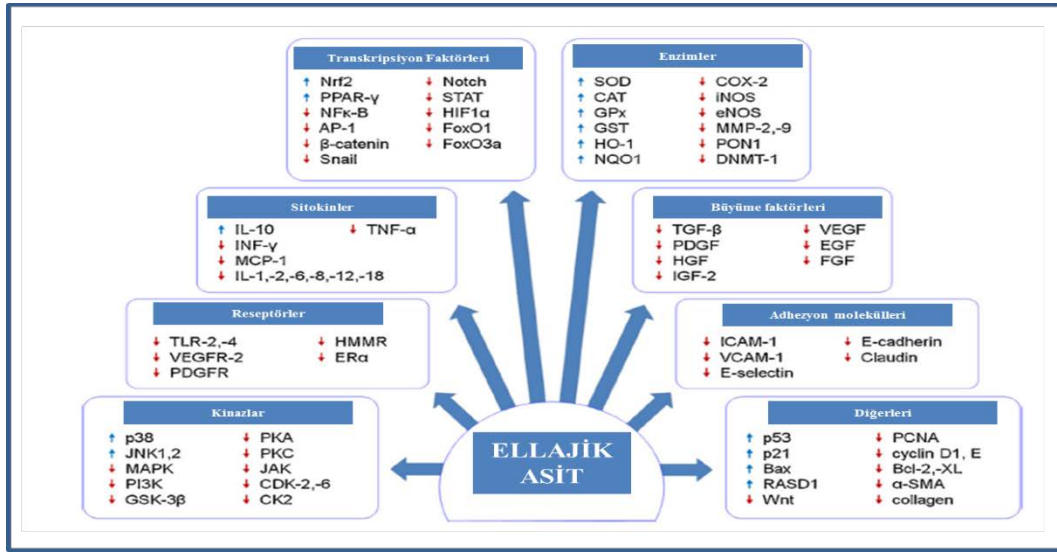 Transkripsiyon Faktörleri
↑ Nrf2 ↓ Notch
↑ PPAR-γ ↓ STAT
↓ NFκ-B ↓ HIF1α
↓ AP-1 ↓ FoxO1
↓ β-catenin ↓ FoxO3a
↓ Snail
Enzimler
↑ SOD ↓ COX-2
↑ CAT ↓ iNOS
↑ GPx ↓ eNOS
↑ GST ↓ MMP-2,-9
↑ HO-1 ↓ PON1
↑ NQO1 ↓ DNMT-1
Sitokinler
↑ IL-10 ↓ TNF-α
↓ INF-γ
↓ MCP-1
↓ IL-1,-2,-6,-8,-12,-18
Büyüme faktörleri
↓ TGF-β ↓ VEGF
↓ PDGF ↓ EGF
↓ HGF ↓ FGF
↓ IGF-2
Reseptörler
↓ TLR-2,-4 ↓ HMMR
↓ VEGFR-2 ↓ ERα
↓ PDGFR
Adhezyon molekülleri
↓ ICAM-1 ↓ E-cadherin
↓ VCAM-1 ↓ Claudin
↓ E-selectin
Kinazlar
↑ p38 ↓ PKA
↑ JNK1,2 ↓ PKC
↓ MAPK ↓ JAK
↓ PI3K ↓ CDK-2,-6
↓ GSK-3β ↓ CK2
ELLAJİK
ASİT
Diğerleri
↑ p53 ↓ PCNA
↑ p21 ↓ cyclin D1, E
↑ Bax ↓ Bcl-2,-XL
↑ RASD1 ↓ α-SMA
↓ Wnt ↓ collagen